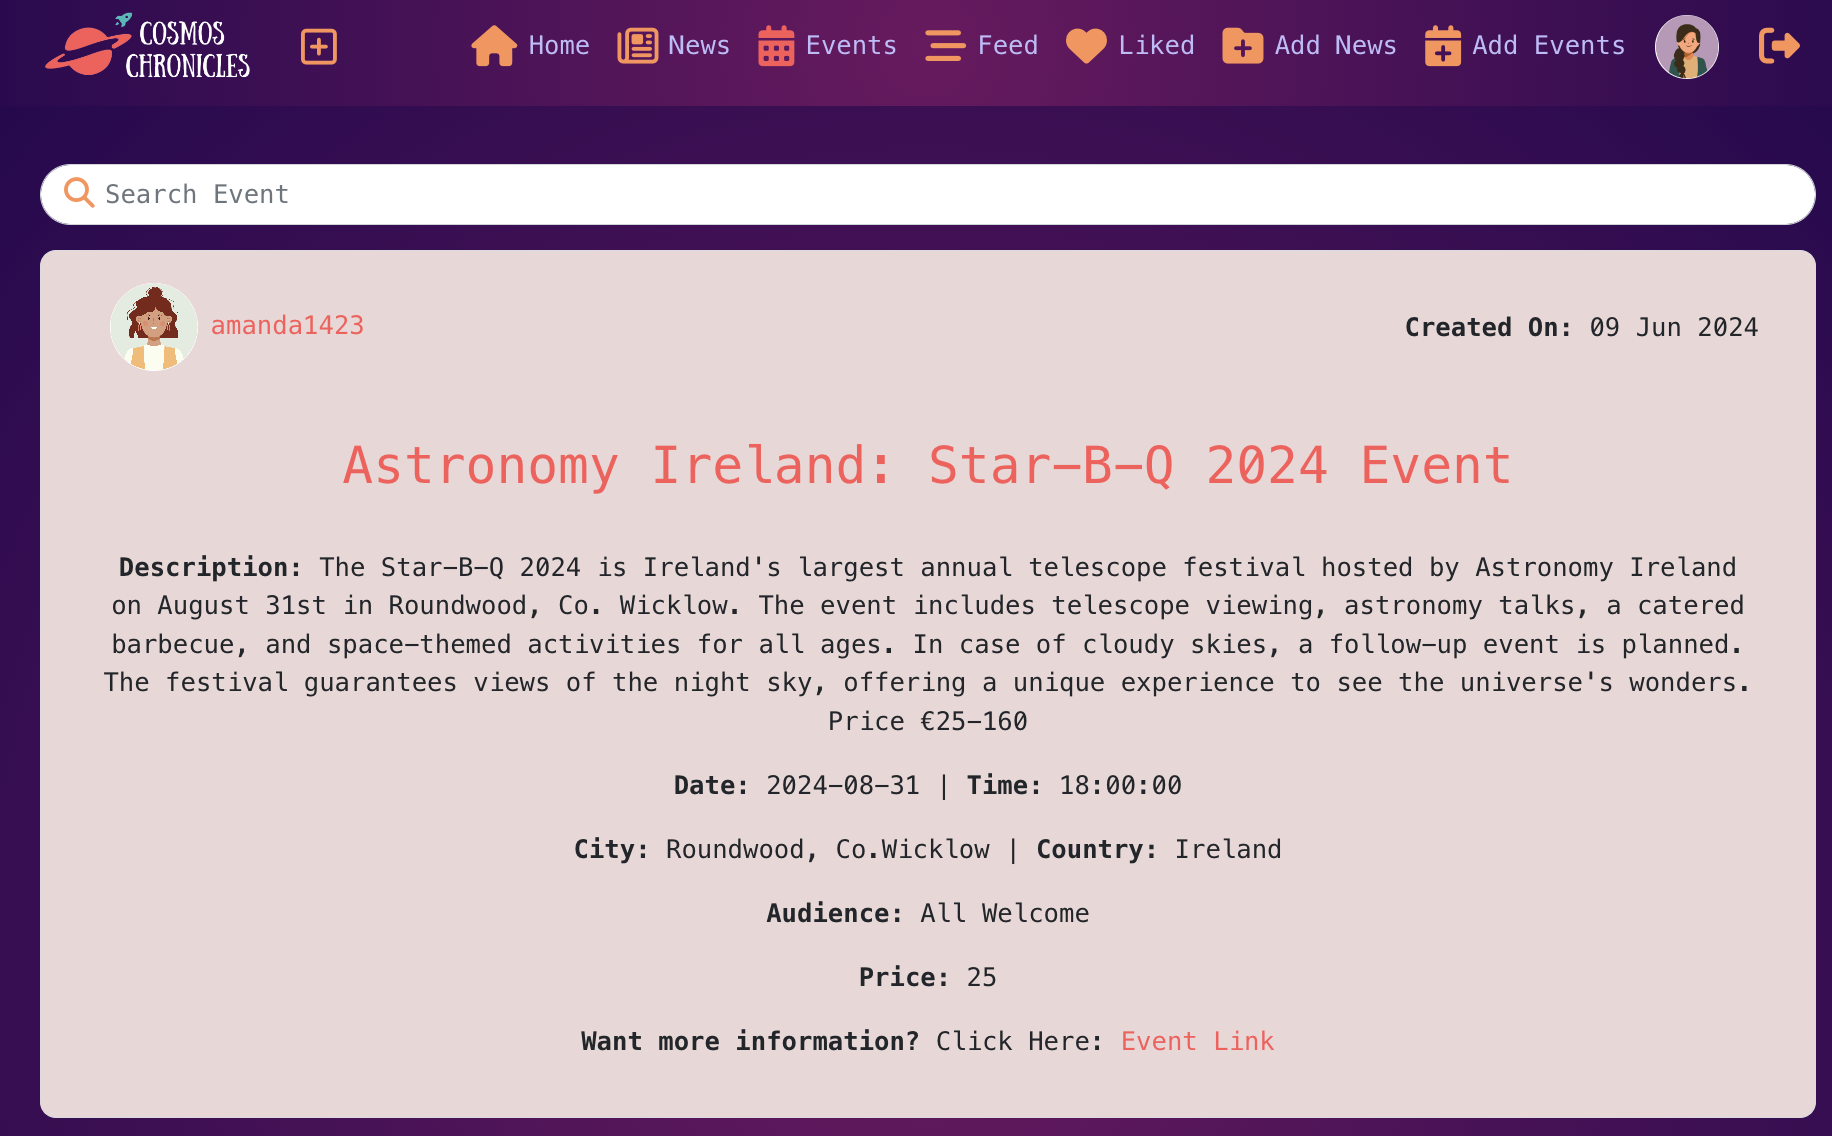 COSMOS
CHRONICLES
Home News Events Feed Liked Add News Add Events
Search Event
amanda1423
Created On: 09 Jun 2024
Astronomy Ireland: Star-B-Q 2024 Event
Description: The Star-B-Q 2024 is Ireland's largest annual telescope festival hosted by Astronomy Ireland
on August 31st in Roundwood, Co. Wicklow. The event includes telescope viewing, astronomy talks, a catered
barbecue, and space-themed activities for all ages. In case of cloudy skies, a follow-up event is planned.
The festival guarantees views of the night sky, offering a unique experience to see the universe's wonders.
Price €25-160
Date: 2024-08-31 | Time: 18:00:00
City: Roundwood, Co.Wicklow | Country: Ireland
Audience: All Welcome
Price: 25
Want more information? Click Here: Event Link